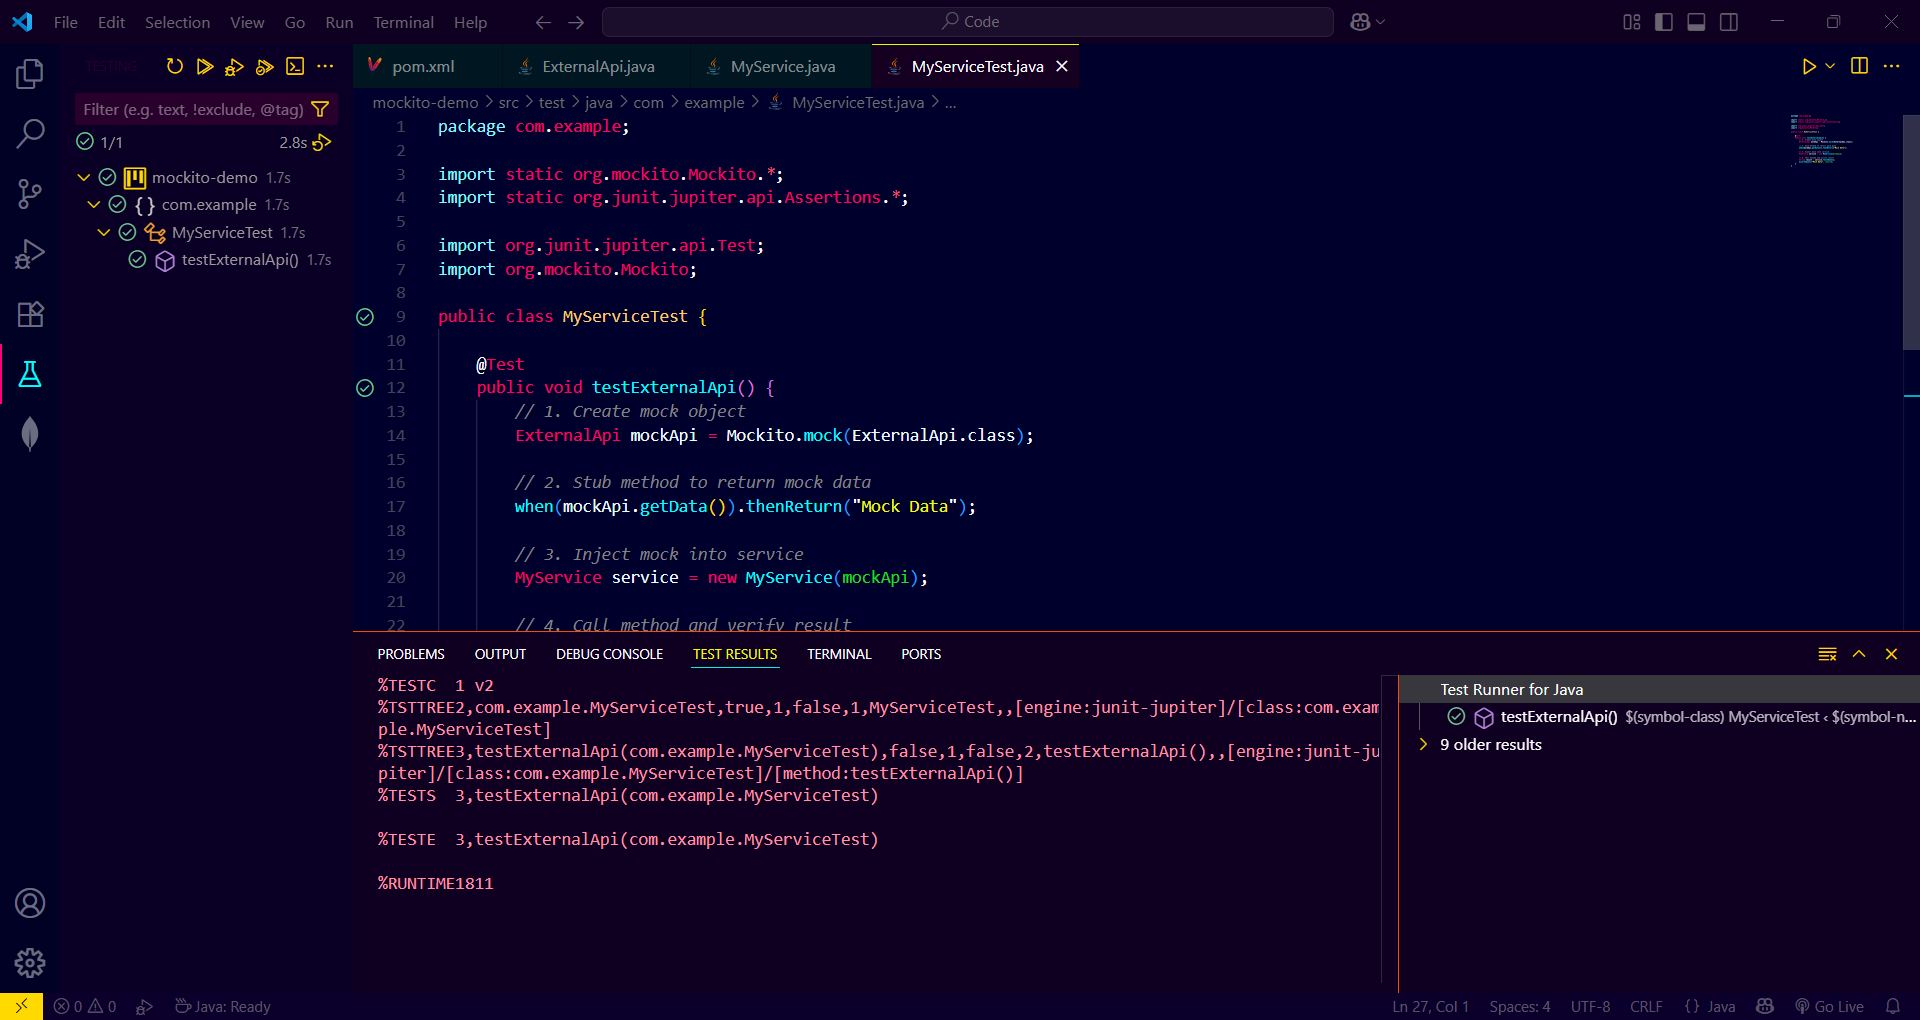 File Edit Selection View Go Run Terminal Help
Code
TESTING
Filter (e.g. text, !exclude, @tag)
1/1 2.8s
mockito-demo 1.7s
{ } com.example 1.7s
MyServiceTest 1.7s
testExternalApi() 1.7s
pom.xml ExternalApi.java MyService.java MyServiceTest.java
mockito-demo > src > test > java > com > example > MyServiceTest.java > ...
1 package com.example;
2
3 import static org.mockito.Mockito.*;
4 import static org.junit.jupiter.api.Assertions.*;
5
6 import org.junit.jupiter.api.Test;
7 import org.mockito.Mockito;
8
9 public class MyServiceTest {
10
11 @Test
12 public void testExternalApi() {
13 // 1. Create mock object
14 ExternalApi mockApi = Mockito.mock(ExternalApi.class);
15
16 // 2. Stub method to return mock data
17 when(mockApi.getData()).thenReturn("Mock Data");
18
19 // 3. Inject mock into service
20 MyService service = new MyService(mockApi);
21
22 // 4. Call method and verify result
PROBLEMS OUTPUT DEBUG CONSOLE TEST RESULTS TERMINAL PORTS
%TESTC  1 v2
%TSTTREE2,com.example.MyServiceTest,true,1,false,1,MyServiceTest,,[engine:junit-jupiter]/[class:com.exam
ple.MyServiceTest]
%TSTTREE3,testExternalApi(com.example.MyServiceTest),false,1,false,2,testExternalApi(),,[engine:junit-ju
piter]/[class:com.example.MyServiceTest]/[method:testExternalApi()]
%TESTS  3,testExternalApi(com.example.MyServiceTest)
%TESTE  3,testExternalApi(com.example.MyServiceTest)
%RUNTIME1811
Test Runner for Java
testExternalApi() $(symbol-class) MyServiceTest < $(symbol-n...
9 older results
0 0 Java: Ready
Ln 27, Col 1 Spaces: 4 UTF-8 CRLF { } Java Go Live